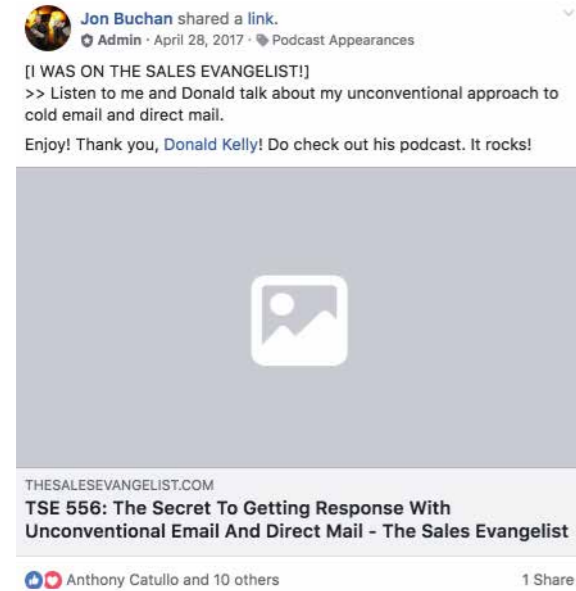 Jon Buchan shared a link.
Admin · April 28, 2017 · Podcast Appearances
[I WAS ON THE SALES EVANGELIST!]
>> Listen to me and Donald talk about my unconventional approach to
cold email and direct mail.
Enjoy! Thank you, Donald Kelly! Do check out his podcast. It rocks!
THESALESEVANGELIST.COM
TSE 556: The Secret To Getting Response With
Unconventional Email And Direct Mail - The Sales Evangelist
Anthony Catullo and 10 others 1 Share